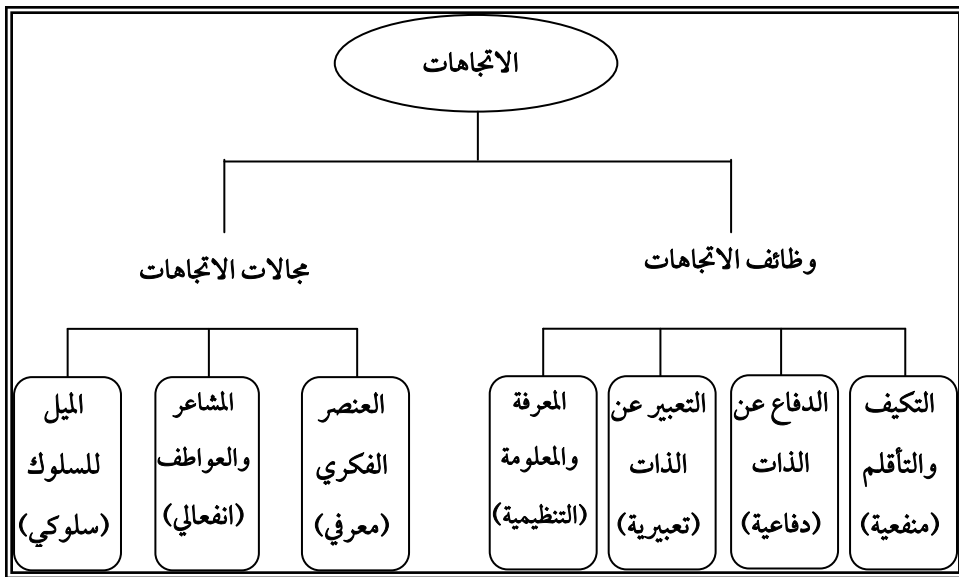 الاتجاهات
وظائف الاتجاهات
مجالات الاتجاهات
التكيف
والتأقلم
(منفعية)
الدفاع عن
الذات
(دفاعية)
التعبير عن
الذات
(تعبيرية)
المعرفة
والمعلومة
(التنظيمية)
العنصر
الفكري
(معرفي)
المشاعر
والعواطف
(انفعالي)
الميل
للسلوك
(سلوكي)